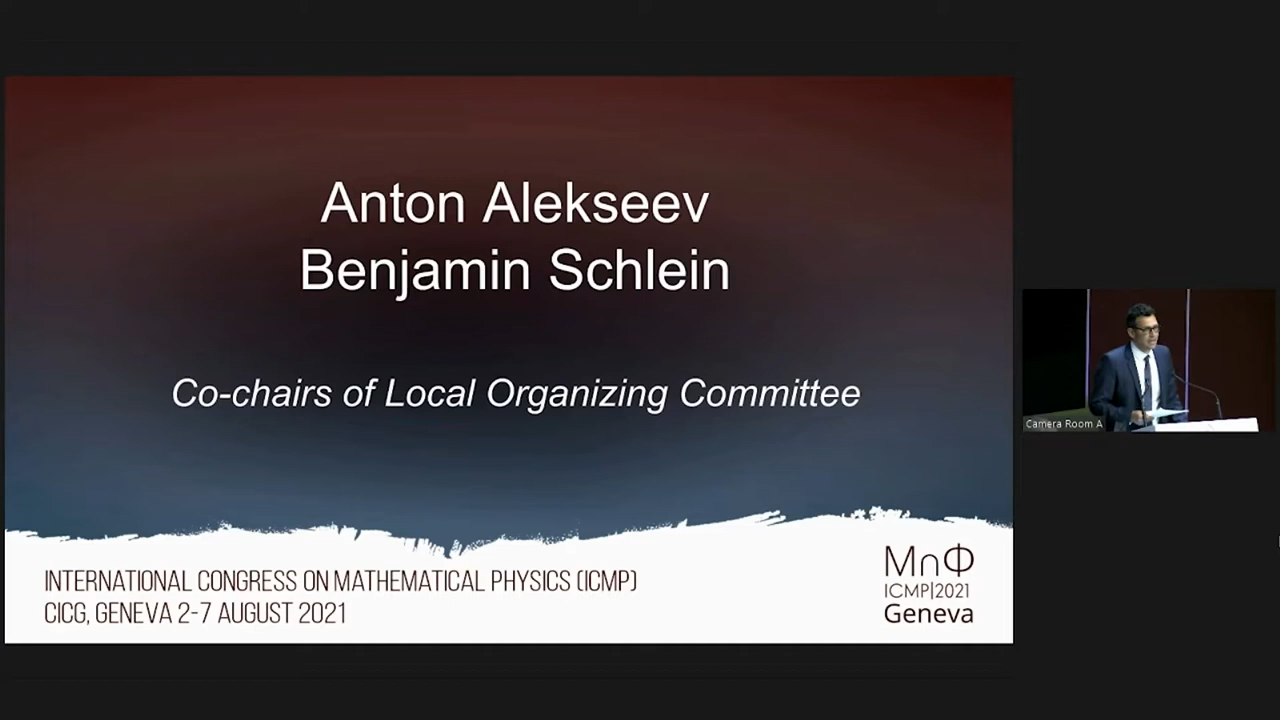 Anton Alekseev
Benjamin Schlein
Co-chairs of Local Organizing Committee
INTERNATIONAL CONGRESS ON MATHEMATICAL PHYSICS (ICMP)
CICG, GENEVA 2-7 AUGUST 2021
MПФ
ICMP|2021
Geneva
Camera Room A